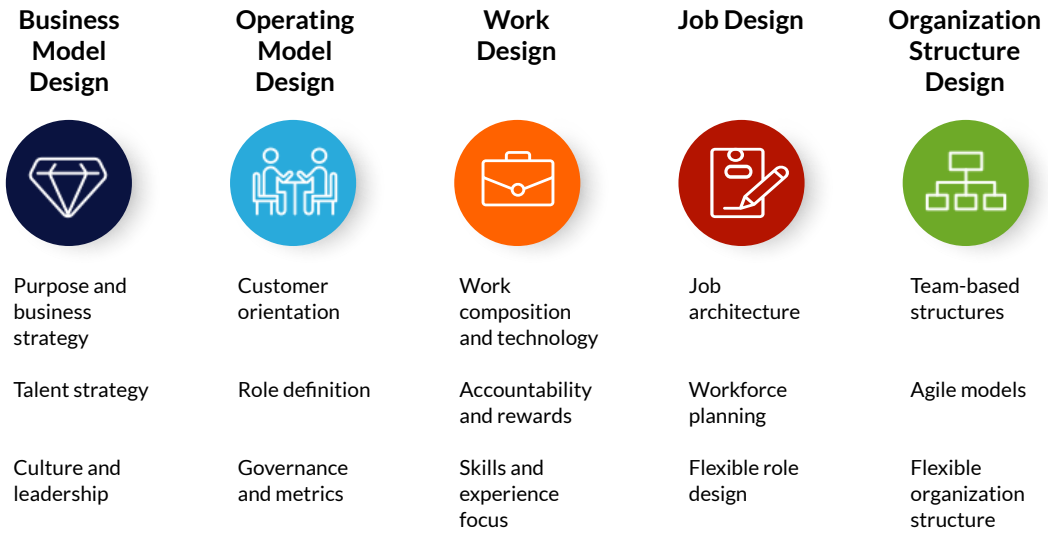 Business
Model
Design
Operating
Model
Design
Work
Design
Job Design
Organization
Structure
Design
Purpose and
business
strategy
Customer
orientation
Work
composition
and technology
Job
architecture
Team-based
structures
Talent strategy
Role definition
Accountability
and rewards
Workforce
planning
Agile models
Culture and
leadership
Governance
and metrics
Skills and
experience
focus
Flexible role
design
Flexible
organization
structure